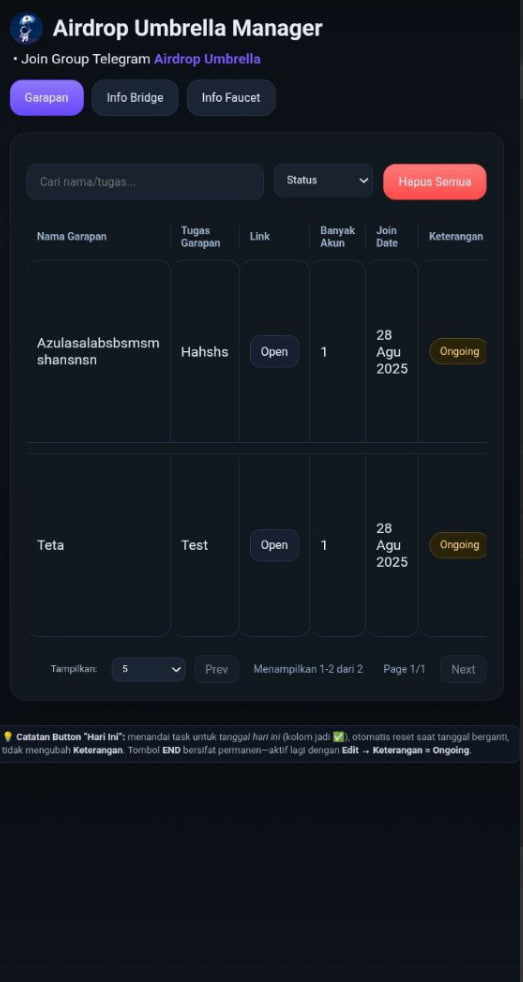 Airdrop Umbrella Manager
• Join Group Telegram Airdrop Umbrella
Garapan
Info Bridge
Info Faucet
Cari nama/tugas...
Status
Hapus Semua
Nama Garapan
Tugas Garapan
Link
Banyak Akun
Join Date
Keterangan
Azulasalabsbsmsm
shansnsn
Hahshs
Open
1
28
Agu
2025
Ongoing
Teta
Test
Open
1
28
Agu
2025
Ongoing
Tampilkan:
5
Prev
Menampilkan 1-2 dari 2
Page 1/1
Next
💡 Catatan Button "Hari Ini": menandai task untuk tanggal hari ini (kolom jadi ✅), otomatis reset saat tanggal berganti,
tidak mengubah Keterangan. Tombol END bersifat permanen—aktif lagi dengan Edit → Keterangan = Ongoing.